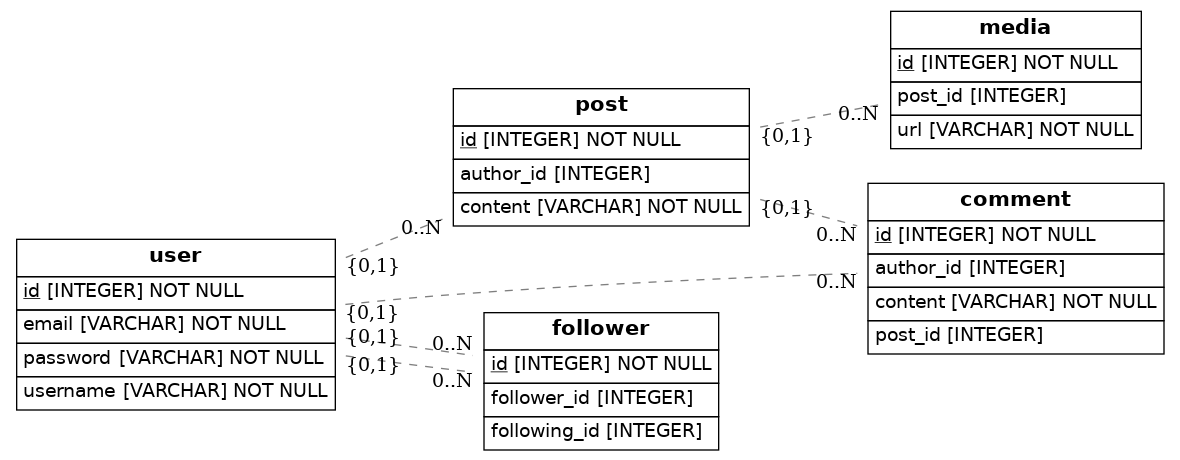 media
id [INTEGER] NOT NULL
post_id [INTEGER]
url [VARCHAR] NOT NULL
post
id [INTEGER] NOT NULL
author_id [INTEGER]
content [VARCHAR] NOT NULL
0..N
{0,1}
comment
id [INTEGER] NOT NULL
author_id [INTEGER]
content [VARCHAR] NOT NULL
post_id [INTEGER]
{0,1}
0..N
user
id [INTEGER] NOT NULL
email [VARCHAR] NOT NULL
password [VARCHAR] NOT NULL
username [VARCHAR] NOT NULL
0..N
{0,1}
0..N
{0,1}
{0,1}
0..N
{0,1}
0..N
follower
id [INTEGER] NOT NULL
follower_id [INTEGER]
following_id [INTEGER]